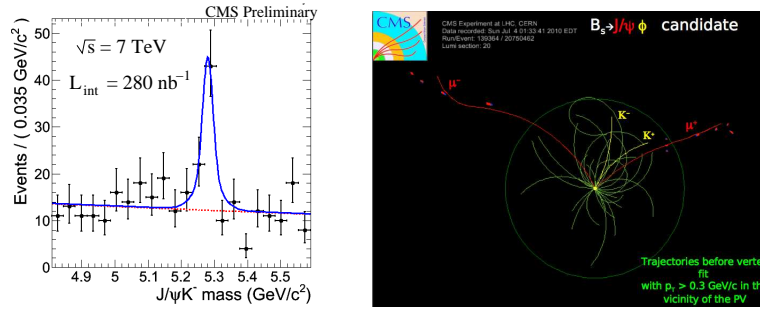 CMS Preliminary
√s = 7 TeV
L_int = 280 nb⁻¹
Events / ( 0.035 GeV/c² )
50
40
30
20
10
0
4.9 5 5.1 5.2 5.3 5.4 5.5
J/ψK⁻ mass (GeV/c²)
CMS
CMS Experiment at LHC, CERN
Data recorded: Sun Jul 4 01:33:41 2010 EDT
Run/Event: 139364 / 20750462
Lumi section: 20
Bₛ→J/ψ ϕ candidate
μ⁻
K⁻
K⁺
μ⁺
Trajectories before verte
fit
with p_T > 0.3 GeV/c in th
vicinity of the PV